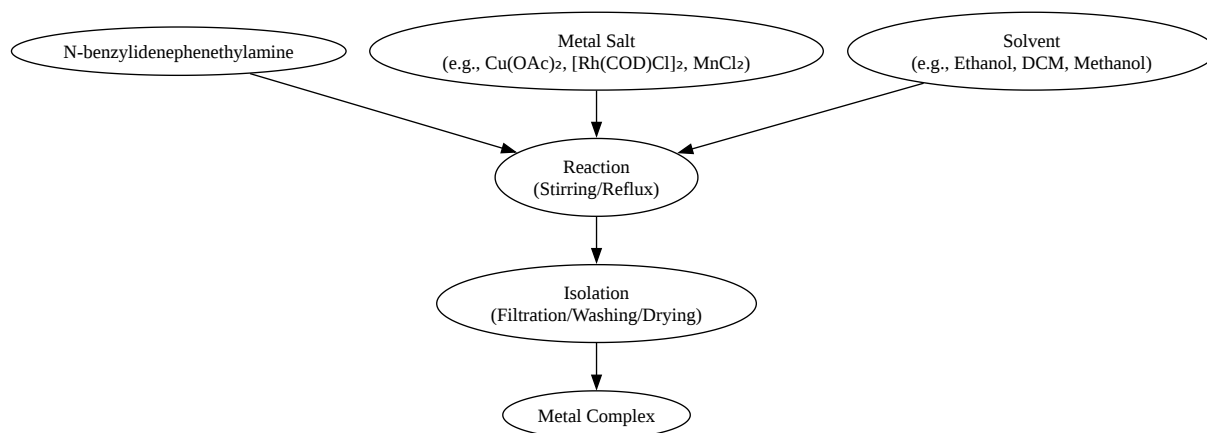 N-benzylidenephenethylamine
Metal Salt
(e.g., Cu(OAc)₂, [Rh(COD)Cl]₂, MnCl₂)
Solvent
(e.g., Ethanol, DCM, Methanol)
Reaction
(Stirring/Reflux)
Isolation
(Filtration/Washing/Drying)
Metal Complex